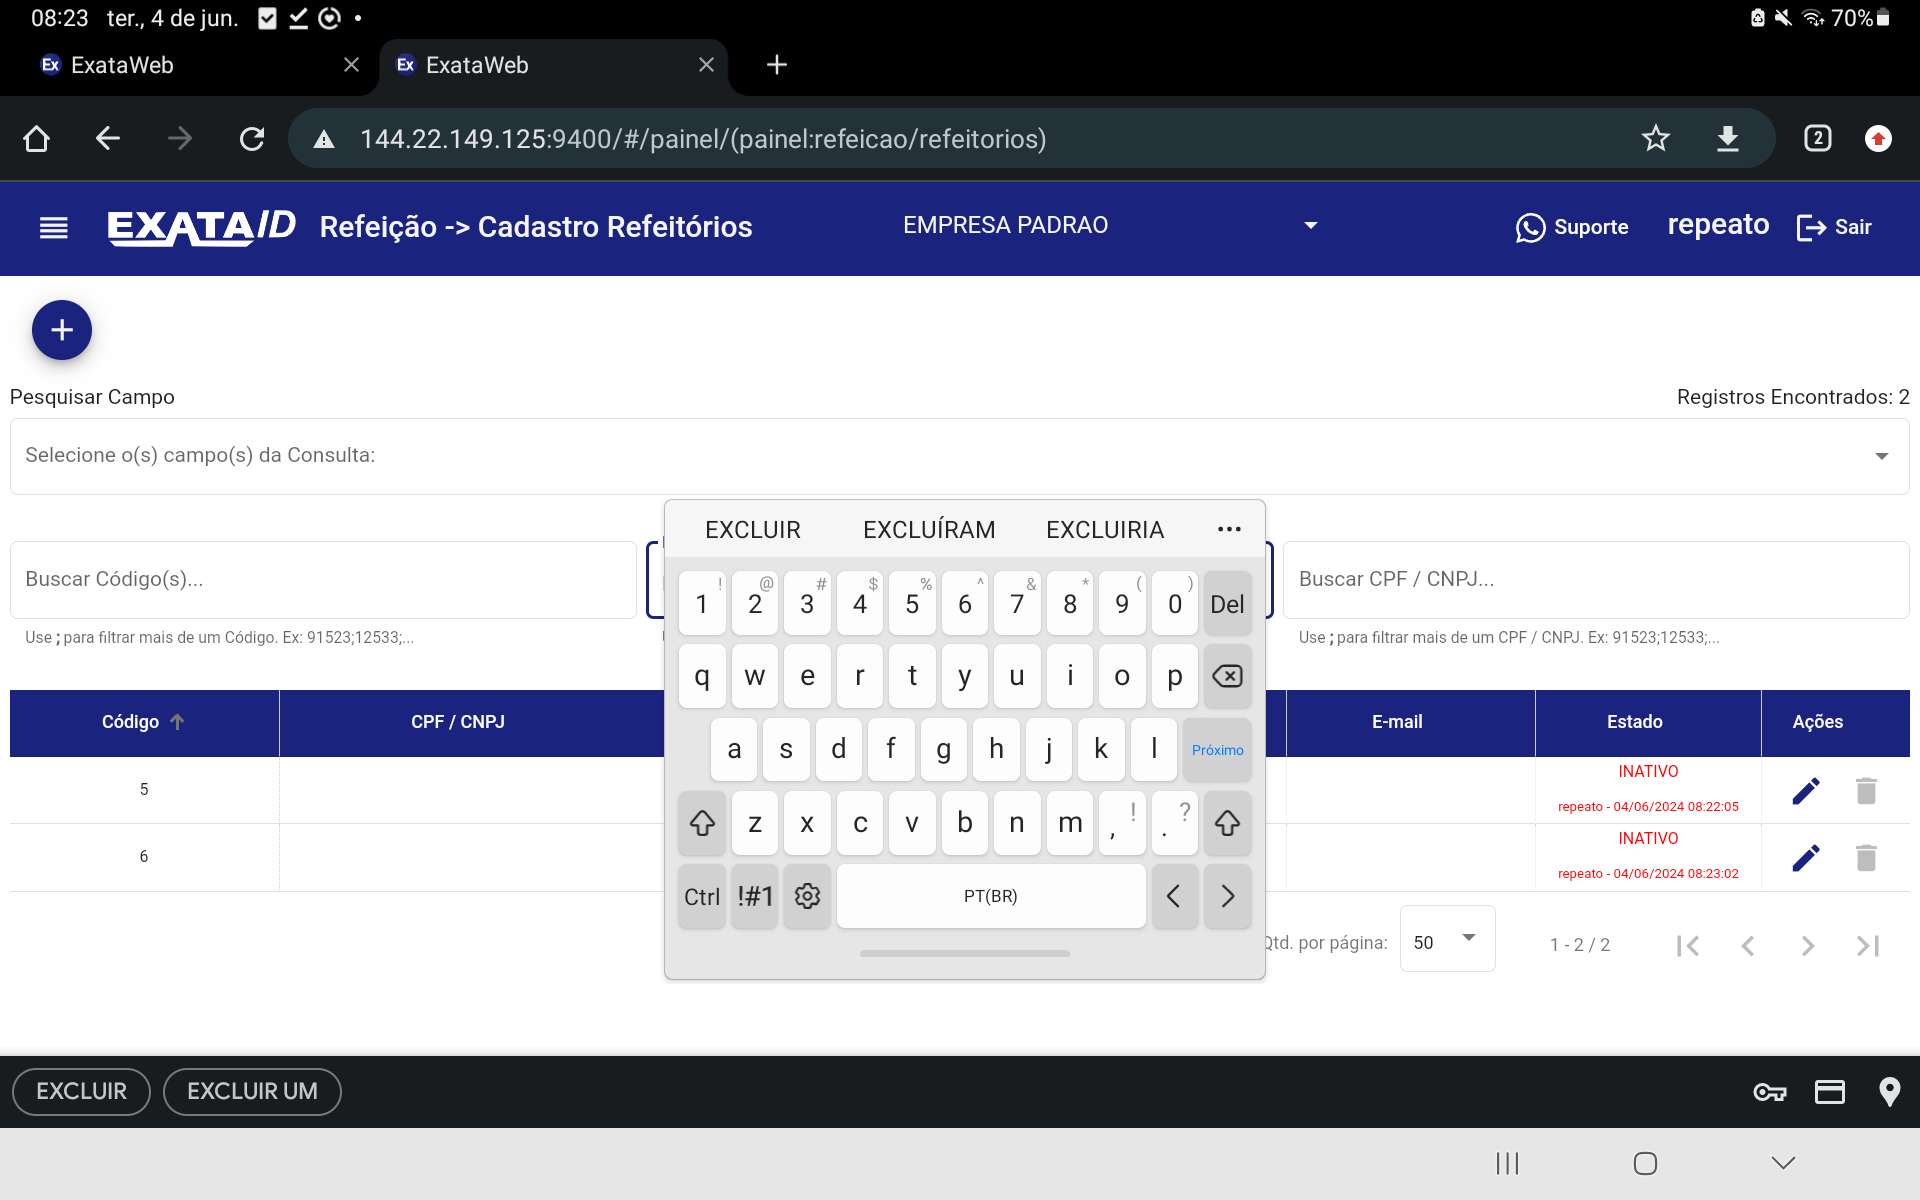 08:23 ter., 4 de jun. 70%
Ex ExataWeb
Ex ExataWeb
144.22.149.125:9400/#/painel/(painel:refeicao/refeitorios)
2
EXATA/D Refeição -> Cadastro Refeitórios EMPRESA PADRAO Suporte repeato Sair
Pesquisar Campo Registros Encontrados: 2
Selecione o(s) campo(s) da Consulta:
Buscar Código(s)... Buscar CPF / CNPJ...
Use ; para filtrar mais de um Código. Ex: 91523;12533;... Use ; para filtrar mais de um CPF / CNPJ. Ex: 91523;12533;...
EXCLUIR EXCLUÍRAM EXCLUIRIA
! @ # $ % ^ & * ( )
1 2 3 4 5 6 7 8 9 0 Del
q w e r t y u i o p
a s d f g h j k l Próximo
z x c v b n m , ! . ?
Ctrl !#1 PT(BR) < >
Código CPF / CNPJ E-mail Estado Ações
5 INATIVO
repeato - 04/06/2024 08:22:05
6 INATIVO
repeato - 04/06/2024 08:23:02
Qtd. por página: 50 1 - 2 / 2
EXCLUIR EXCLUIR UM